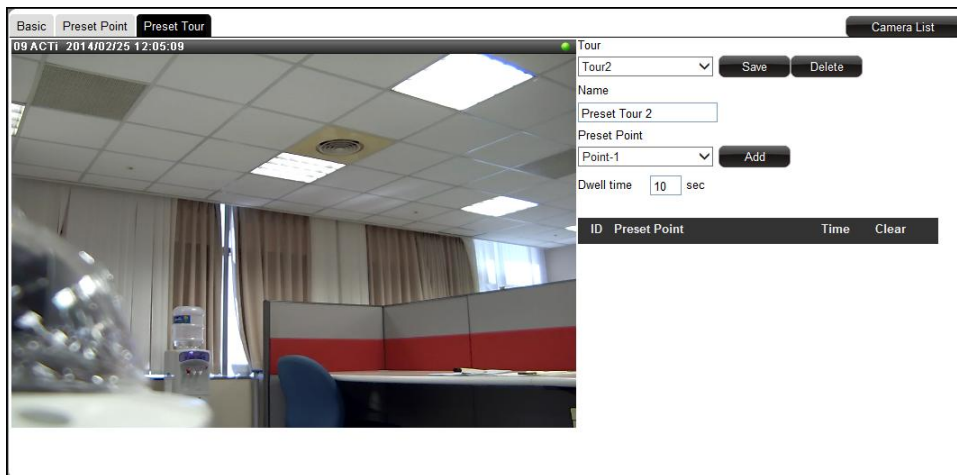 Basic Preset Point Preset Tour
Camera List
09 ACTi 2014/02/25 12:05:09
Tour
Tour2 Save Delete
Name
Preset Tour 2
Preset Point
Point-1 Add
Dwell time 10 sec
ID Preset Point Time Clear